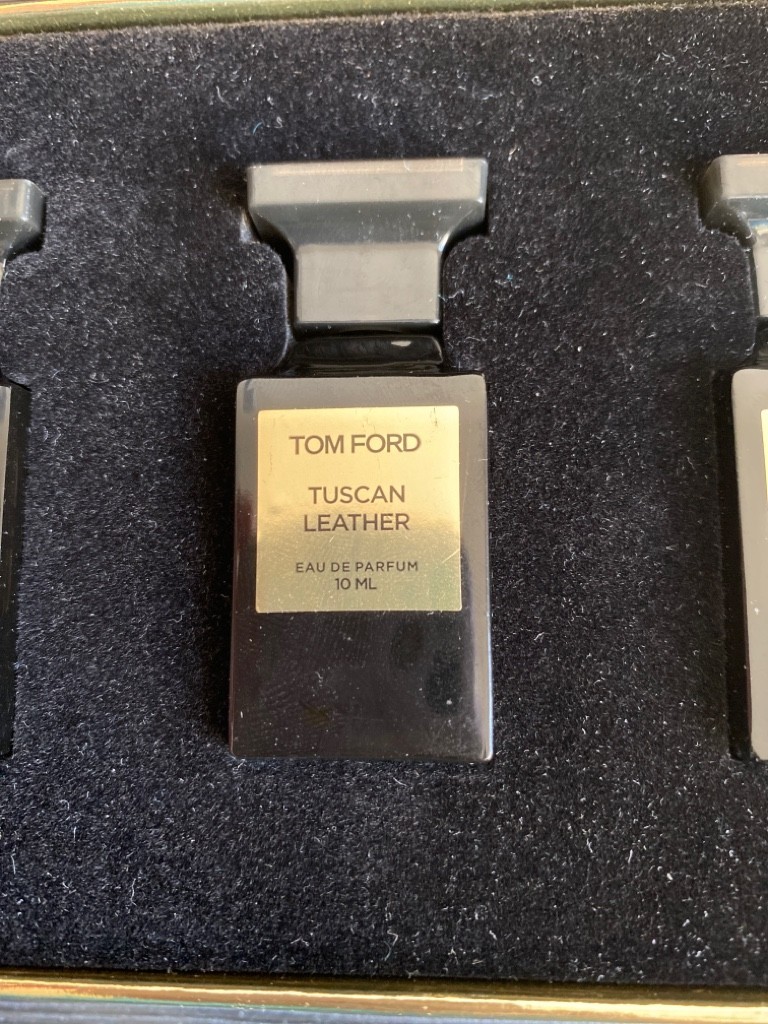 TOM FORD
TUSCAN
LEATHER
EAU DE PARFUM
10 ML